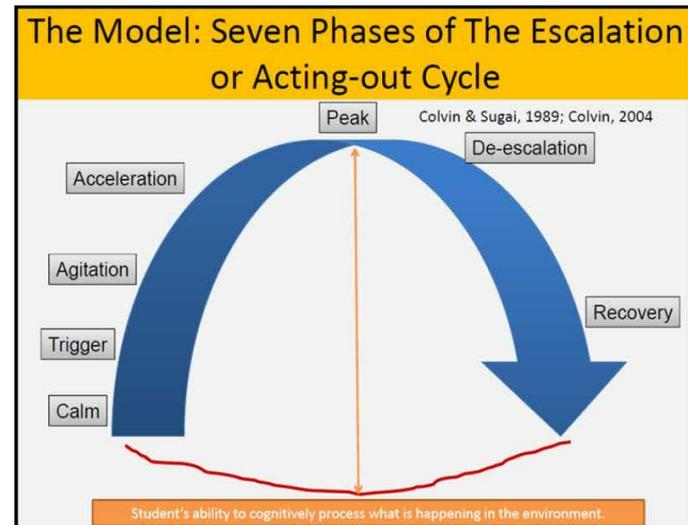 The Model: Seven Phases of The Escalation
or Acting-out Cycle
Peak
Colvin & Sugai, 1989; Colvin, 2004
De-escalation
Acceleration
Agitation
Recovery
Trigger
Calm
Student's ability to cognitively process what is happening in the environment.